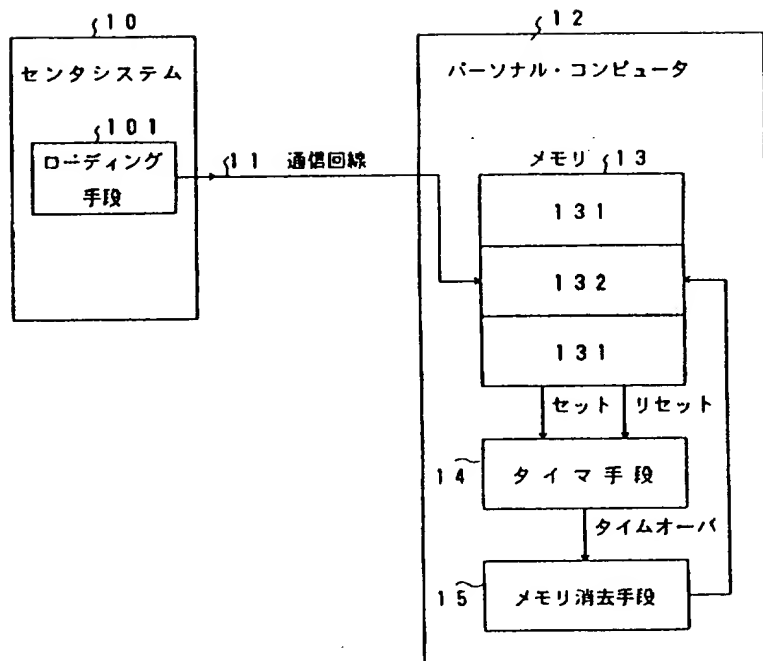 10
センタシステム
101
ローディング
手段
11 通信回線
12
パーソナル・コンピュータ
メモリ 13
131
132
131
セット リセット
14 タイマ手段
タイムオーバ
15 メモリ消去手段